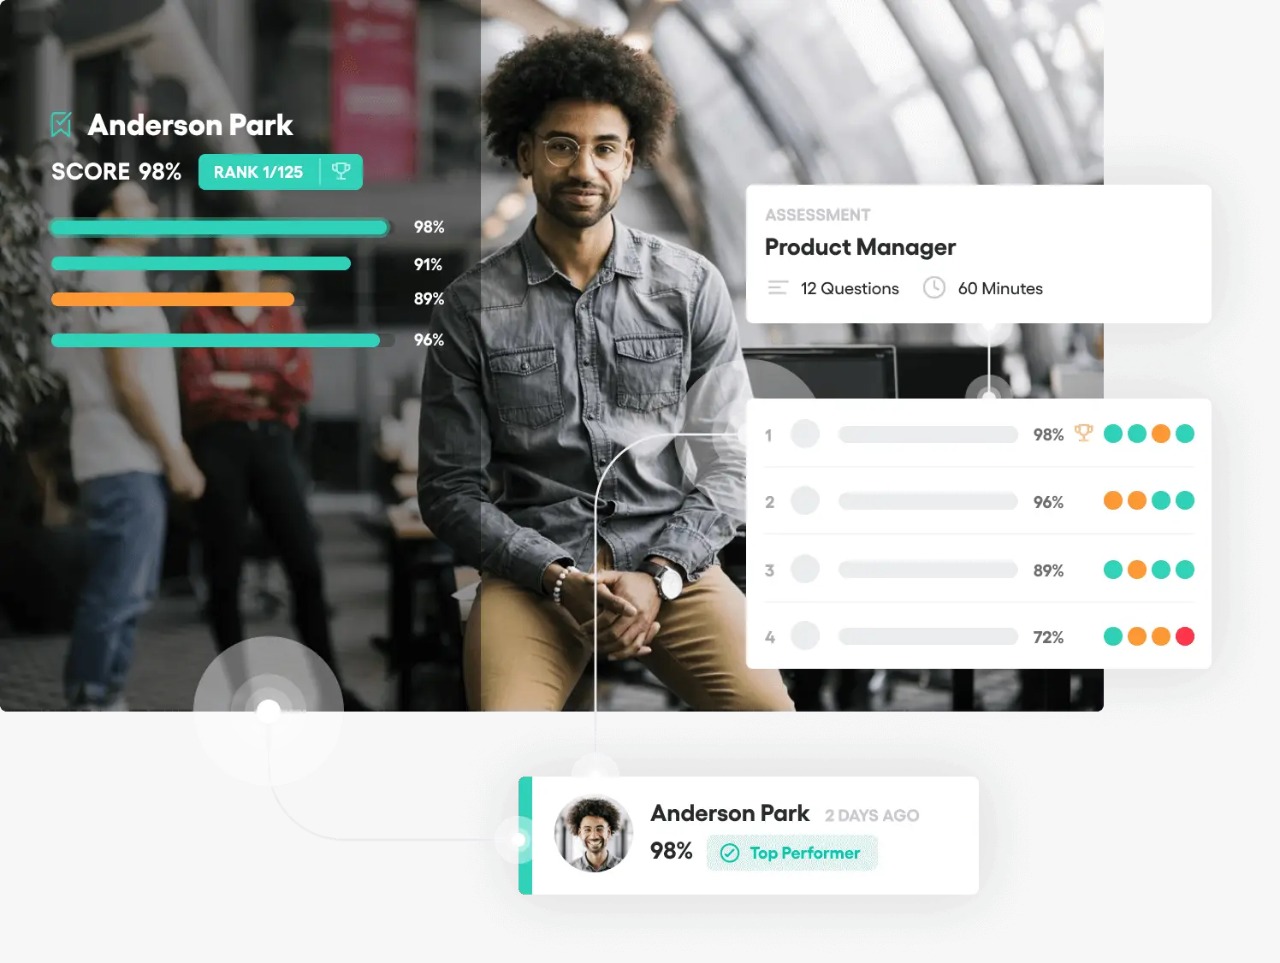 Anderson Park
SCORE 98% RANK 1/125
98%
91%
89%
96%
ASSESSMENT
Product Manager
12 Questions 60 Minutes
1 98%
2 96%
3 89%
4 72%
Anderson Park 2 DAYS AGO
98% Top Performer